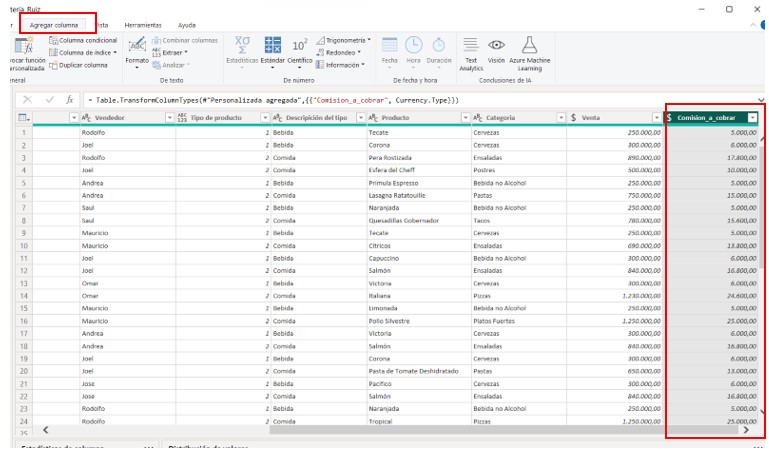 tería_Ruiz
Agregar columna
Vista
Herramientas
Ayuda
Columna condicional
Columna de índice
Duplicar columna
vocar función
personalizada
Formato
Combinar columnas
Extraer
Analizar
Estadísticas
Estándar
Científico
Trigonometría
Redondeo
Información
Fecha
Hora
Duración
Text
Analytics
Visión
Azure Machine
Learning
eneral
De texto
De número
De fecha y hora
Conclusiones de IA
fx
= Table.TransformColumnTypes(#"Personalizada agregada",{{"Comision_a_cobrar", Currency.Type}})
Vendedor Tipo de producto Descripición del tipo Producto Categoria $ Venta $ Comision_a_cobrar
1 Rodolfo 1 Bebida Tecate Cervezas 250.000,00 5.000,00
2 Joel 1 Bebida Corona Cervezas 300.000,00 6.000,00
3 Rodolfo 2 Comida Pera Rostizada Ensaladas 890.000,00 17.800,00
4 Joel 2 Comida Esfera del Cheff Postres 500.000,00 10.000,00
5 Andrea 1 Bebida Primula Espresso Bebida no Alcohol 250.000,00 5.000,00
6 Andrea 2 Comida Lasagna Ratatouille Pastas 750.000,00 15.000,00
7 Saul 1 Bebida Naranjada Bebida no Alcohol 250.000,00 5.000,00
8 Saul 2 Comida Quesadillas Gobernador Tacos 780.000,00 15.600,00
9 Mauricio 1 Bebida Tecate Cervezas 250.000,00 5.000,00
10 Mauricio 2 Comida Citricos Ensaladas 690.000,00 13.800,00
11 Joel 1 Bebida Capuccino Bebida no Alcohol 300.000,00 6.000,00
12 Joel 2 Comida Salmón Ensaladas 840.000,00 16.800,00
13 Omar 1 Bebida Victoria Cervezas 300.000,00 6.000,00
14 Omar 2 Comida Italiana Pizzas 1.230.000,00 24.600,00
15 Mauricio 1 Bebida Limonada Bebida no Alcohol 250.000,00 5.000,00
16 Mauricio 2 Comida Pollo Silvestre Platos Fuertes 1.250.000,00 25.000,00
17 Andrea 1 Bebida Victoria Cervezas 300.000,00 6.000,00
18 Andrea 2 Comida Salmón Ensaladas 840.000,00 16.800,00
19 Joel 1 Bebida Corona Cervezas 300.000,00 6.000,00
20 Joel 2 Comida Pasta de Tomate Deshidratado Pastas 650.000,00 13.000,00
21 Jose 1 Bebida Pacifico Cervezas 300.000,00 6.000,00
22 Jose 2 Comida Salmón Ensaladas 840.000,00 16.800,00
23 Rodolfo 1 Bebida Naranjada Bebida no Alcohol 250.000,00 5.000,00
24 Rodolfo 2 Comida Tropical Pizzas 1.250.000,00 25.000,00
25